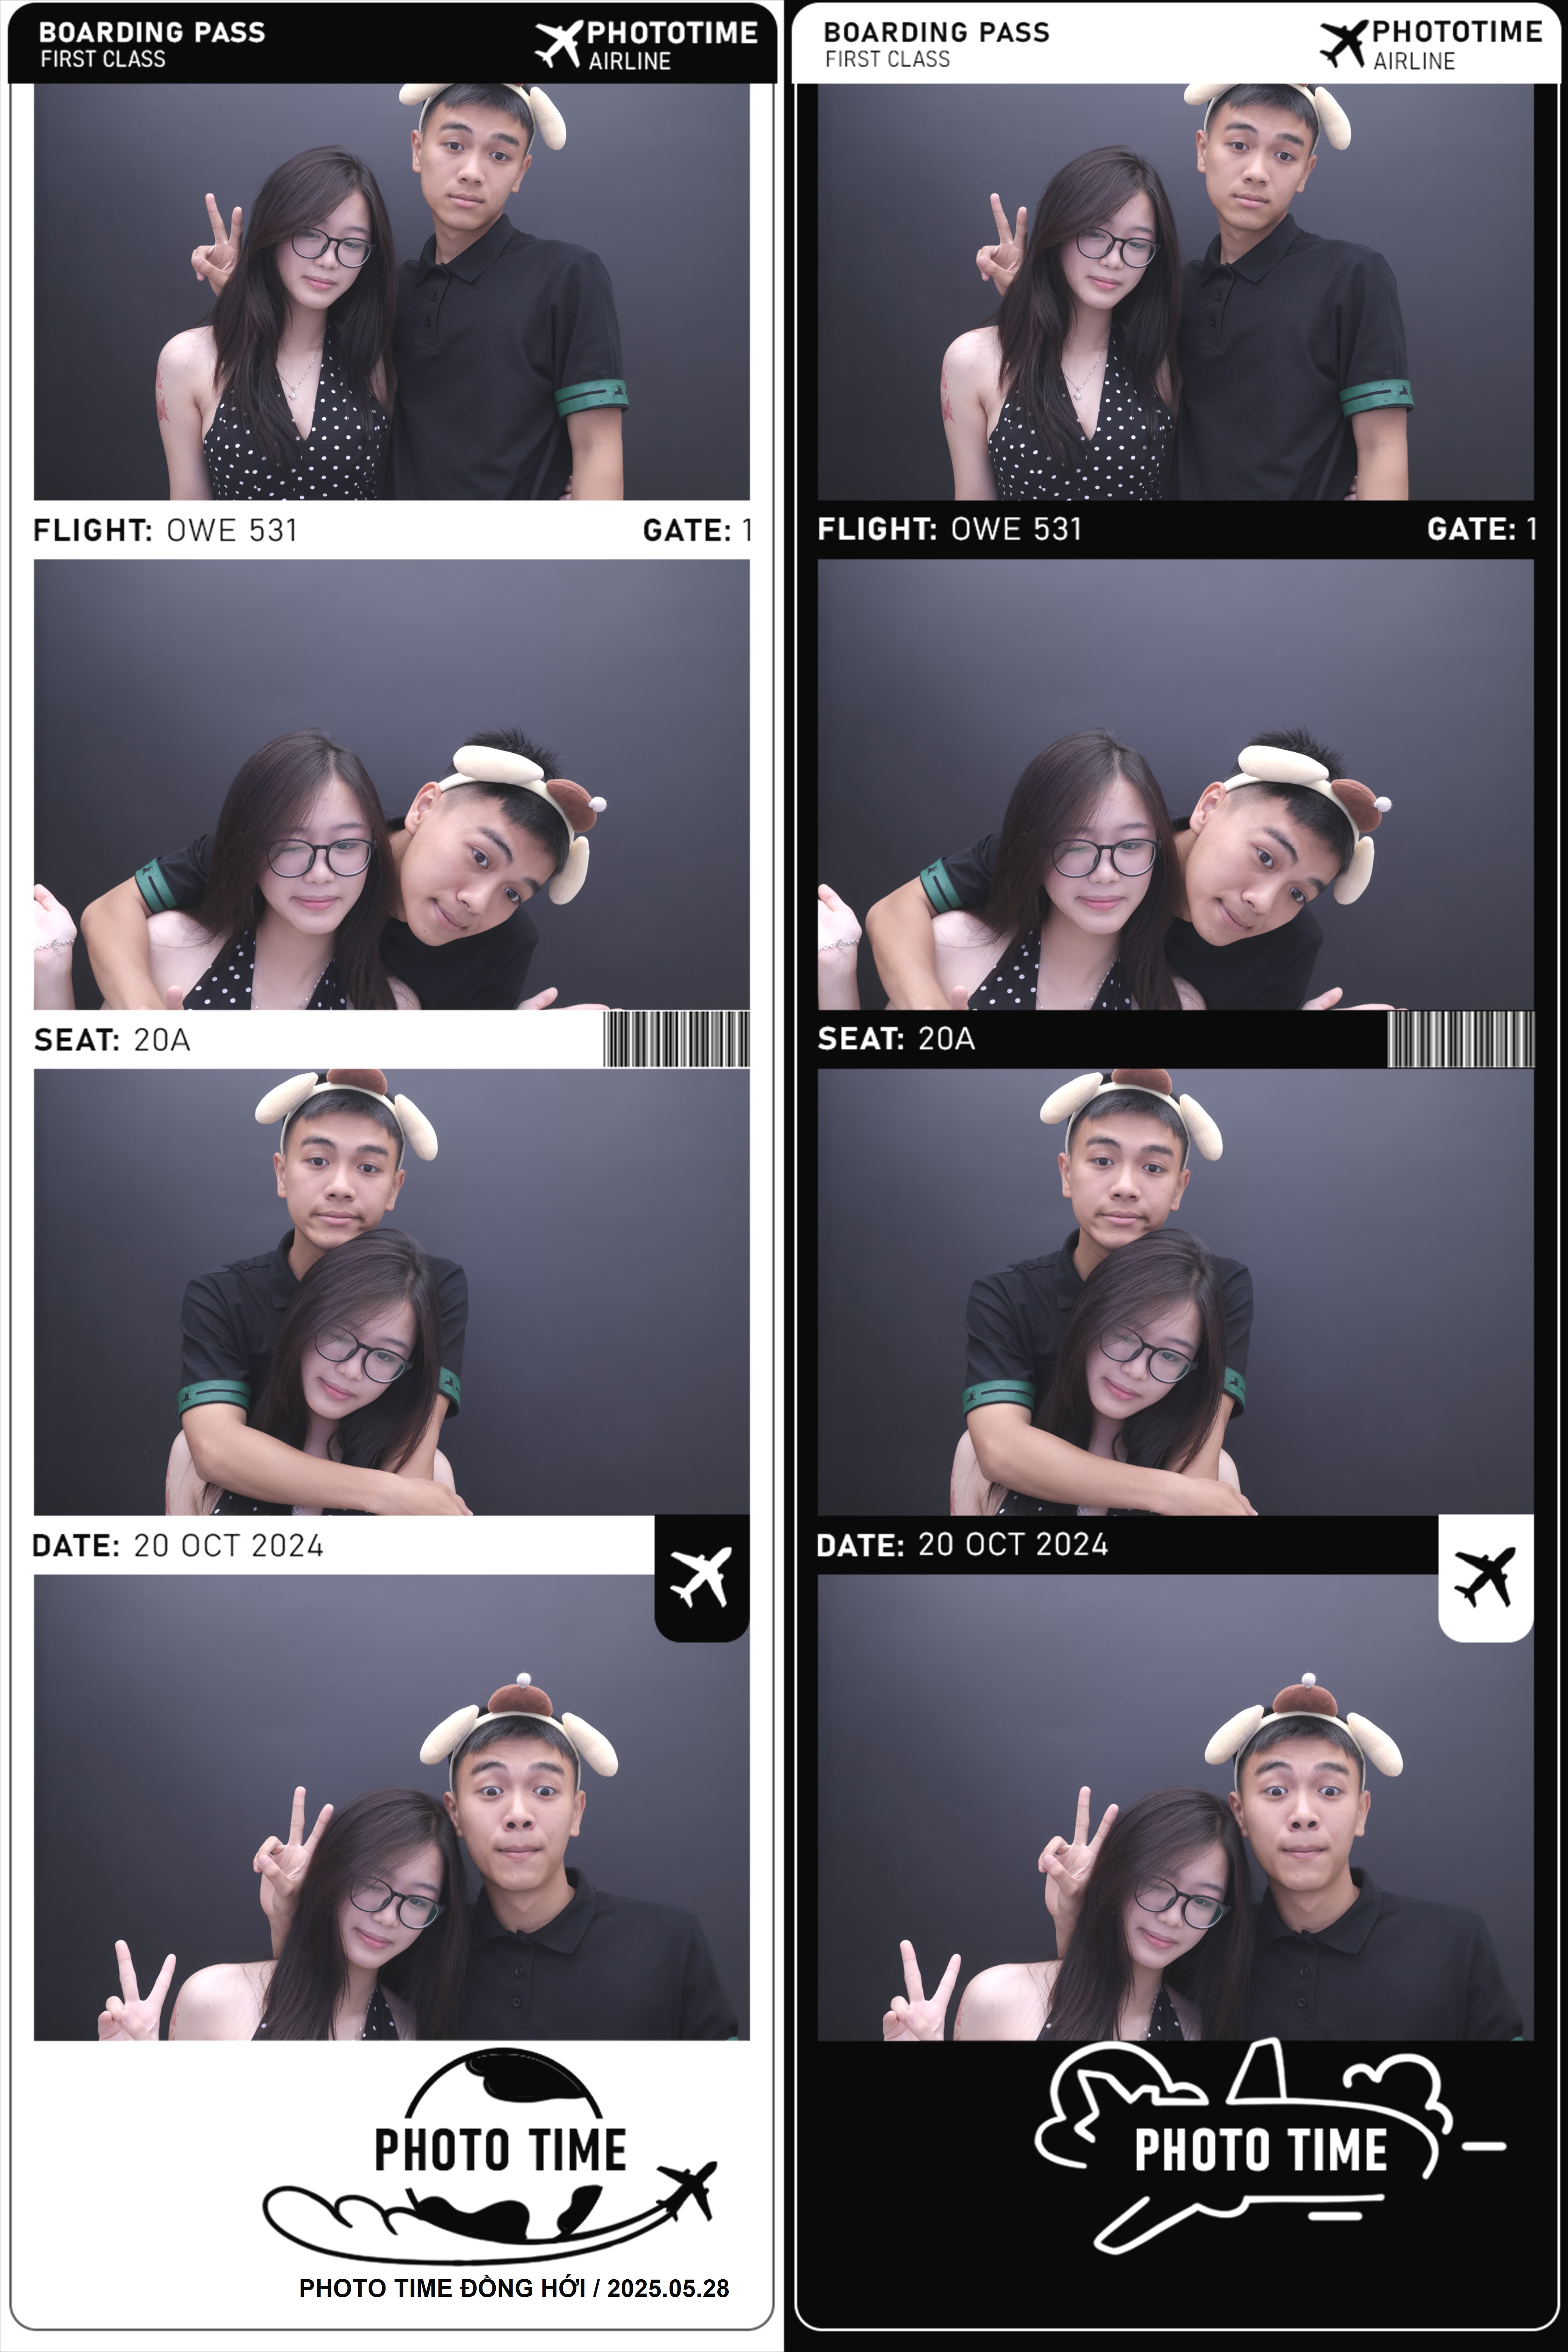 BOARDING PASS
FIRST CLASS
PHOTOTIME
AIRLINE
FLIGHT: OWE 531
GATE: 1
SEAT: 20A
DATE: 20 OCT 2024
PHOTO TIME
PHOTO TIME ĐỒNG HỚI / 2025.05.28
BOARDING PASS
FIRST CLASS
PHOTOTIME
AIRLINE
FLIGHT: OWE 531
GATE: 1
SEAT: 20A
DATE: 20 OCT 2024
PHOTO TIME